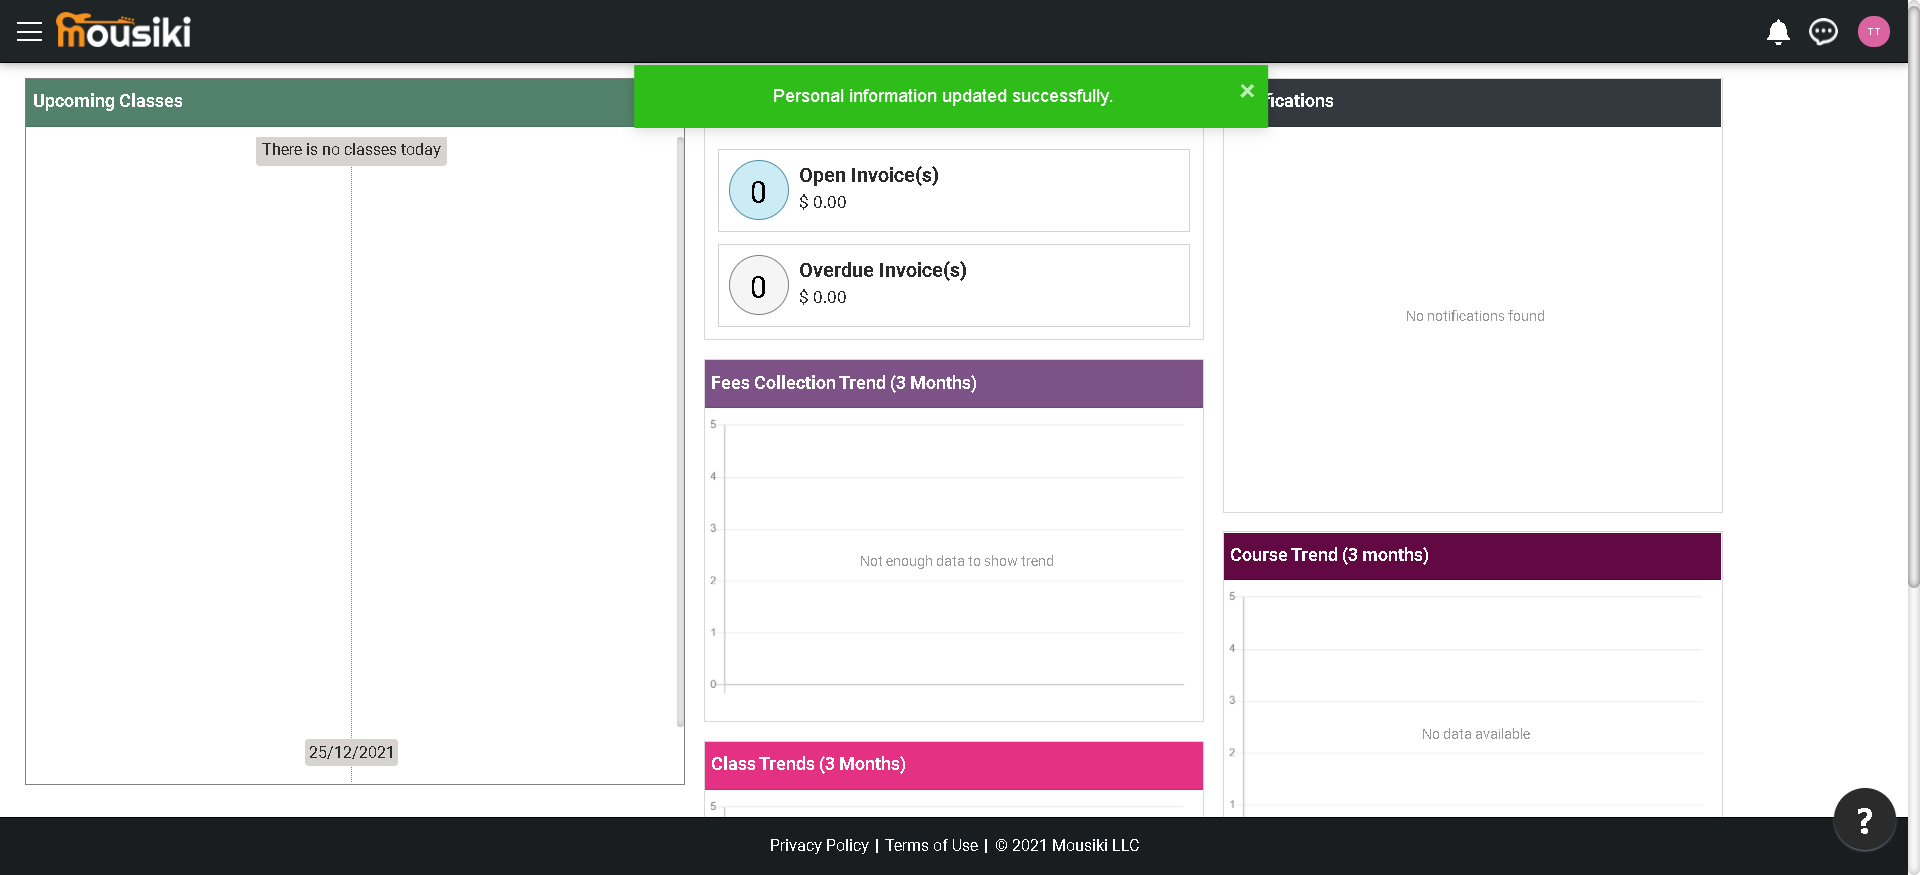 mousiki
TT
Personal information updated successfully.
×
Upcoming Classes
There is no classes today
25/12/2021
0
Open Invoice(s)
$ 0.00
0
Overdue Invoice(s)
$ 0.00
Fees Collection Trend (3 Months)
5
4
3
Not enough data to show trend
2
1
0
Class Trends (3 Months)
5
fications
No notifications found
Course Trend (3 months)
5
4
3
No data available
2
1
?
Privacy Policy | Terms of Use | © 2021 Mousiki LLC